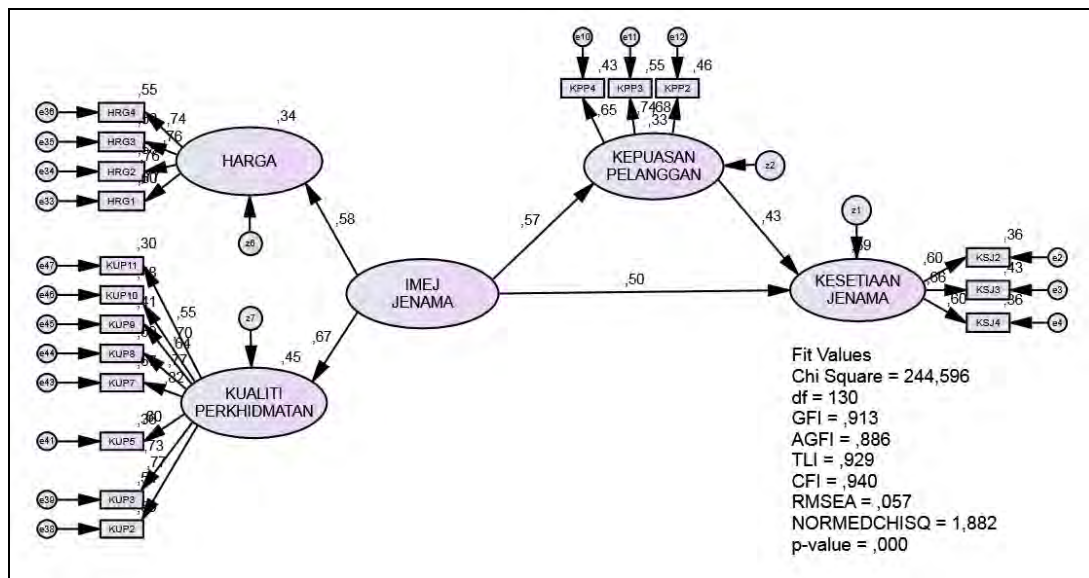 e10
e11
e12
,43
,55
,46
KPP4
KPP3
KPP2
,65
,74
,68
,33
KEPUASAN
PELANGGAN
z2
,55
e36
HRG4
,74
e35
HRG3
,76
e34
HRG2
,76
e33
HRG1
,34
HARGA
z6
,58
,57
,43
z1
IMEJ
JENAMA
,50
KESETIAAN
JENAMA
,60
KSJ2
,36
e2
,66
KSJ3
,43
e3
,60
KSJ4
,36
e4
,67
,30
e47
KUP11
e46
KUP10
,41
e45
KUP9
e44
KUP8
e43
KUP7
,55
,70
,64
,77
,82
z7
,45
KUALITI
PERKHIDMATAN
e41
KUP5
,73
,77
e39
KUP3
e38
KUP2
Fit Values
Chi Square = 244,596
df = 130
GFI = ,913
AGFI = ,886
TLI = ,929
CFI = ,940
RMSEA = ,057
NORMEDCHISQ = 1,882
p-value = ,000